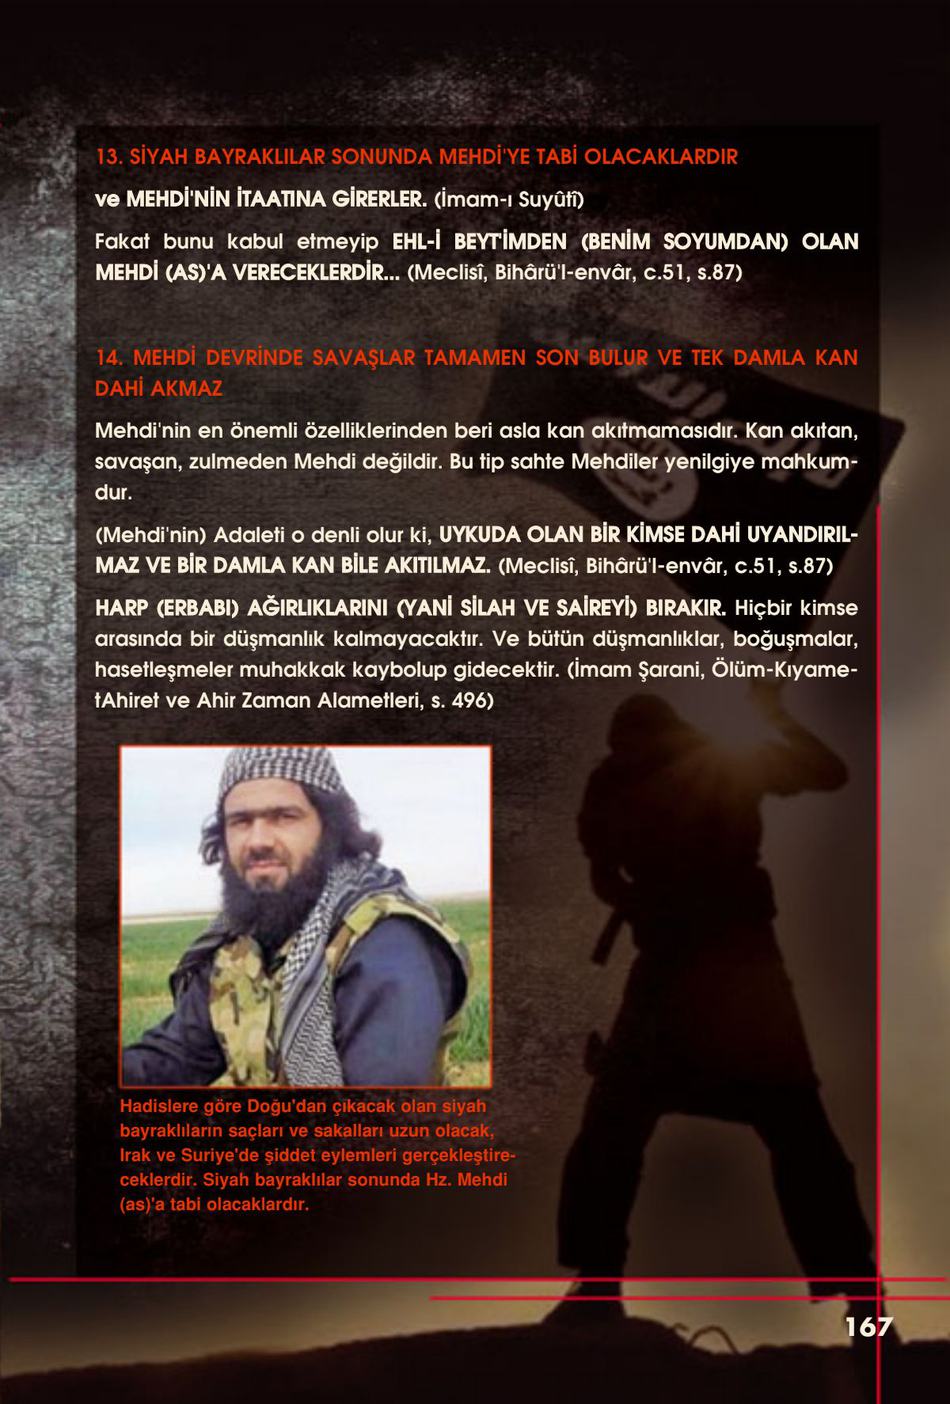 13. SİYAH BAYRAKLILAR SONUNDA MEHDİ'YE TABİ OLACAKLARDIR
ve MEHDİ'NİN İTAATINA GİRERLER. (İmam-ı Suyûtî)
Fakat bunu kabul etmeyip EHL-İ BEYT'İMDEN (BENİM SOYUMDAN) OLAN
MEHDİ (AS)'A VERECEKLERDİR... (Meclisî, Bihârü'l-envâr, c.51, s.87)
14. MEHDİ DEVRİNDE SAVAŞLAR TAMAMEN SON BULUR VE TEK DAMLA KAN
DAHİ AKMAZ
Mehdi'nin en önemli özelliklerinden beri asla kan akıtmamasıdır. Kan akıtan,
savaşan, zulmeden Mehdi değildir. Bu tip sahte Mehdiler yenilgiye mahkum-
dur.
(Mehdi'nin) Adaleti o denli olur ki, UYKUDA OLAN BİR KİMSE DAHİ UYANDIRIL-
MAZ VE BİR DAMLA KAN BİLE AKITILMAZ. (Meclisî, Bihârü'l-envâr, c.51, s.87)
HARP (ERBABI) AĞIRLIKLARINI (YANİ SİLAH VE SAİREYİ) BIRAKIR. Hiçbir kimse
arasında bir düşmanlık kalmayacaktır. Ve bütün düşmanlıklar, boğuşmalar,
hasetleşmeler muhakkak kaybolup gidecektir. (İmam Şarani, Ölüm-Kıyame-
tAhiret ve Ahir Zaman Alametleri, s. 496)
Hadislere göre Doğu'dan çıkacak olan siyah
bayraklıların saçları ve sakalları uzun olacak,
Irak ve Suriye'de şiddet eylemleri gerçekleştire-
ceklerdir. Siyah bayraklılar sonunda Hz. Mehdi
(as)'a tabi olacaklardır.
167